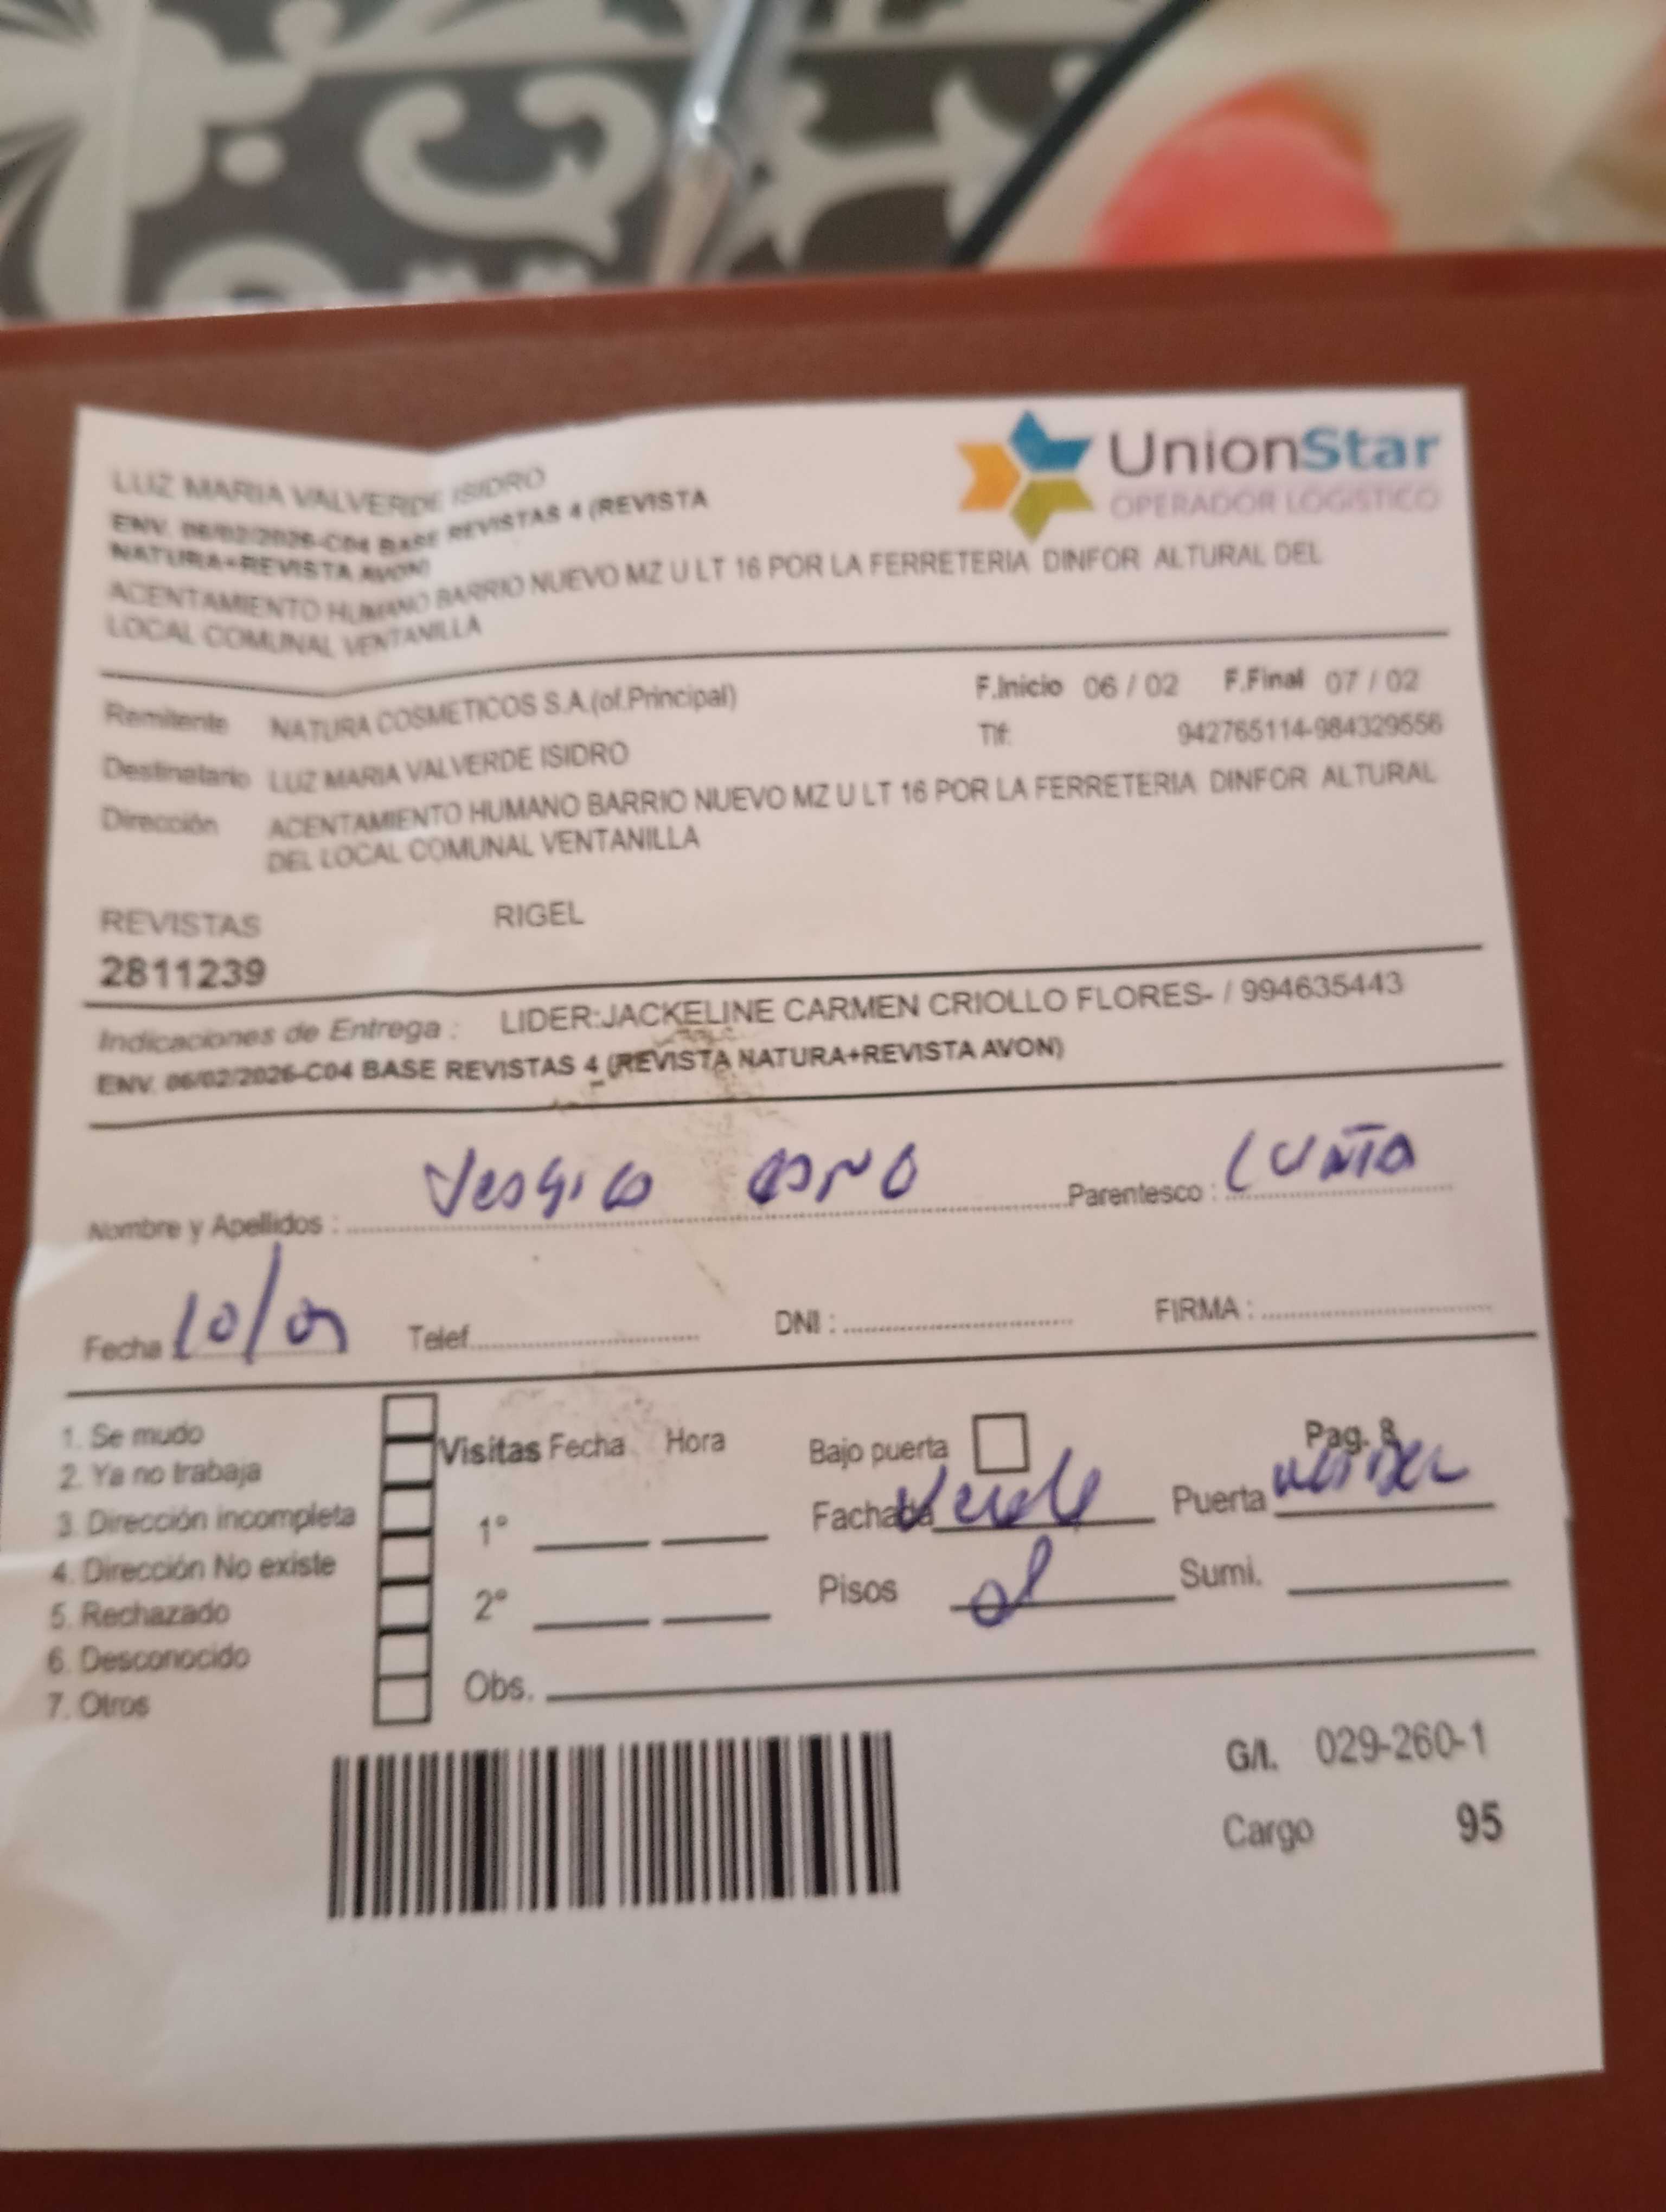 LUZ MARIA VALVERDE ISIDRO
ENV. 06/02/2026-C04 BASE REVISTAS 4 (REVISTA
NATURA+REVISTA AVON)
ACENTAMIENTO HUMANO BARRIO NUEVO MZ U LT 16 POR LA FERRETERIA DINFOR ALTURAL DEL
LOCAL COMUNAL VENTANILLA
UnionStar
OPERADOR LOGISTICO
Remitente NATURA COSMETICOS S.A.(of.Principal)
F.Inicio 06 / 02 F.Final 07 / 02
Destinatario LUZ MARIA VALVERDE ISIDRO
Tlf: 942765114-984329556
Dirección ACENTAMIENTO HUMANO BARRIO NUEVO MZ U LT 16 POR LA FERRETERIA DINFOR ALTURAL
DEL LOCAL COMUNAL VENTANILLA
REVISTAS RIGEL
2811239
Indicaciones de Entrega : LIDER:JACKELINE CARMEN CRIOLLO FLORES- / 994635443
ENV. 06/02/2026-C04 BASE REVISTAS 4 (REVISTA NATURA+REVISTA AVON)
Nombre y Apellidos : Parentesco :
Fecha Telef. DNI : FIRMA :
1. Se mudo
2. Ya no trabaja
3. Dirección incompleta
4. Dirección No existe
5. Rechazado
6. Desconocido
7. Otros
Visitas Fecha Hora
1°
2°
Obs.
Bajo puerta Pag. 8
Fachada Verde Puerta
Pisos Sumi.
G/I. 029-260-1
Cargo 95